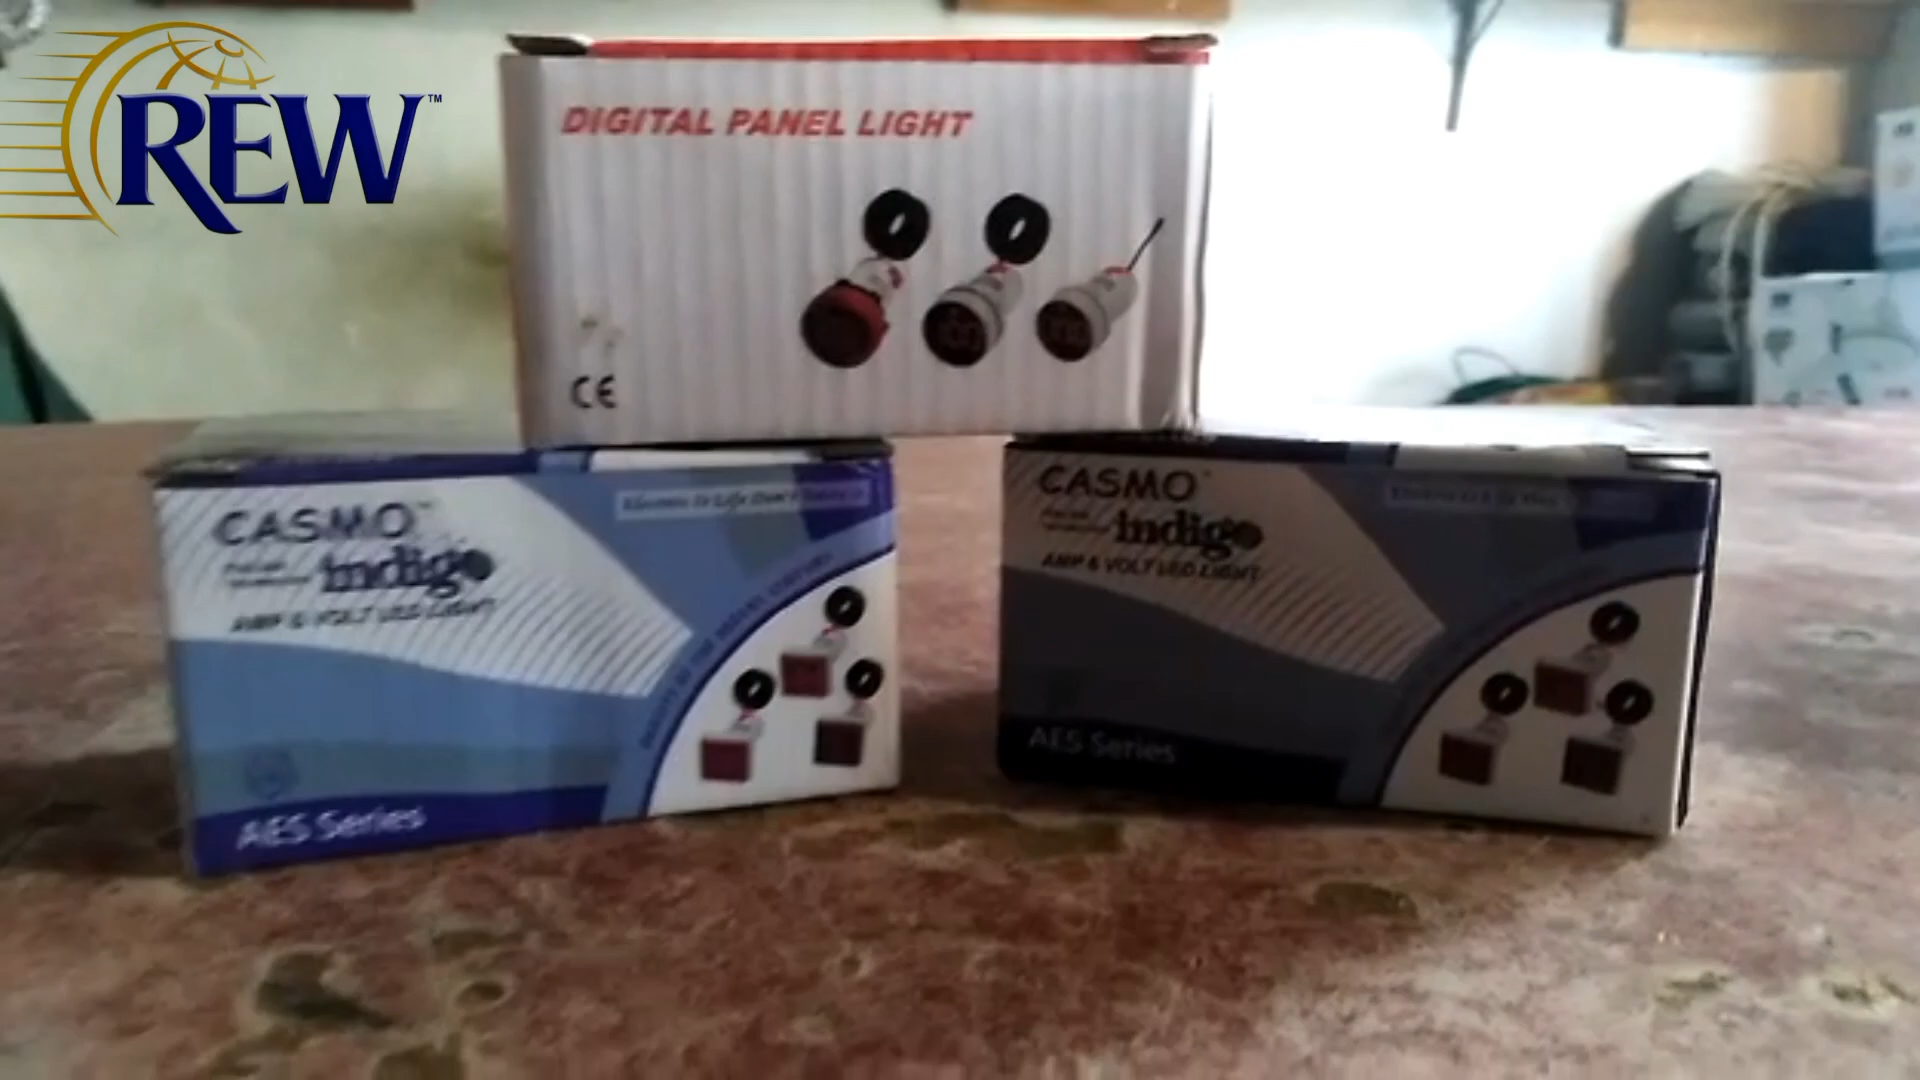 REW™
DIGITAL PANEL LIGHT
CE
CASMO™
indigo
AMP & VOLT LED LIGHT
AES Series
CASMO™
indigo
AMP & VOLT LED LIGHT
AES Series